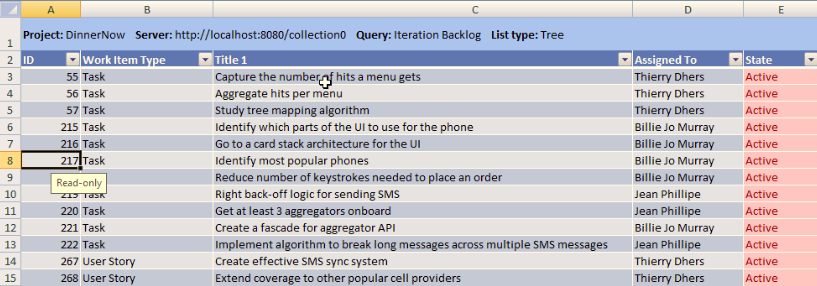 A B C D E
1 Project: DinnerNow Server: http://localhost:8080/collection0 Query: Iteration Backlog List type: Tree
2 ID Work Item Type Title 1 Assigned To State
3 55 Task Capture the number of hits a menu gets Thierry Dhers Active
4 56 Task Aggregate hits per menu Thierry Dhers Active
5 57 Task Study tree mapping algorithm Thierry Dhers Active
6 215 Task Identify which parts of the UI to use for the phone Billie Jo Murray Active
7 216 Task Go to a card stack architecture for the UI Billie Jo Murray Active
8 217 Task Identify most popular phones Billie Jo Murray Active
9 Read-only Reduce number of keystrokes needed to place an order Billie Jo Murray Active
10 Task Right back-off logic for sending SMS Jean Phillipe Active
11 220 Task Get at least 3 aggregators onboard Jean Phillipe Active
12 221 Task Create a fascade for aggregator API Billie Jo Murray Active
13 222 Task Implement algorithm to break long messages across multiple SMS messages Jean Phillipe Active
14 267 User Story Create effective SMS sync system Thierry Dhers Active
15 268 User Story Extend coverage to other popular cell providers Thierry Dhers Active